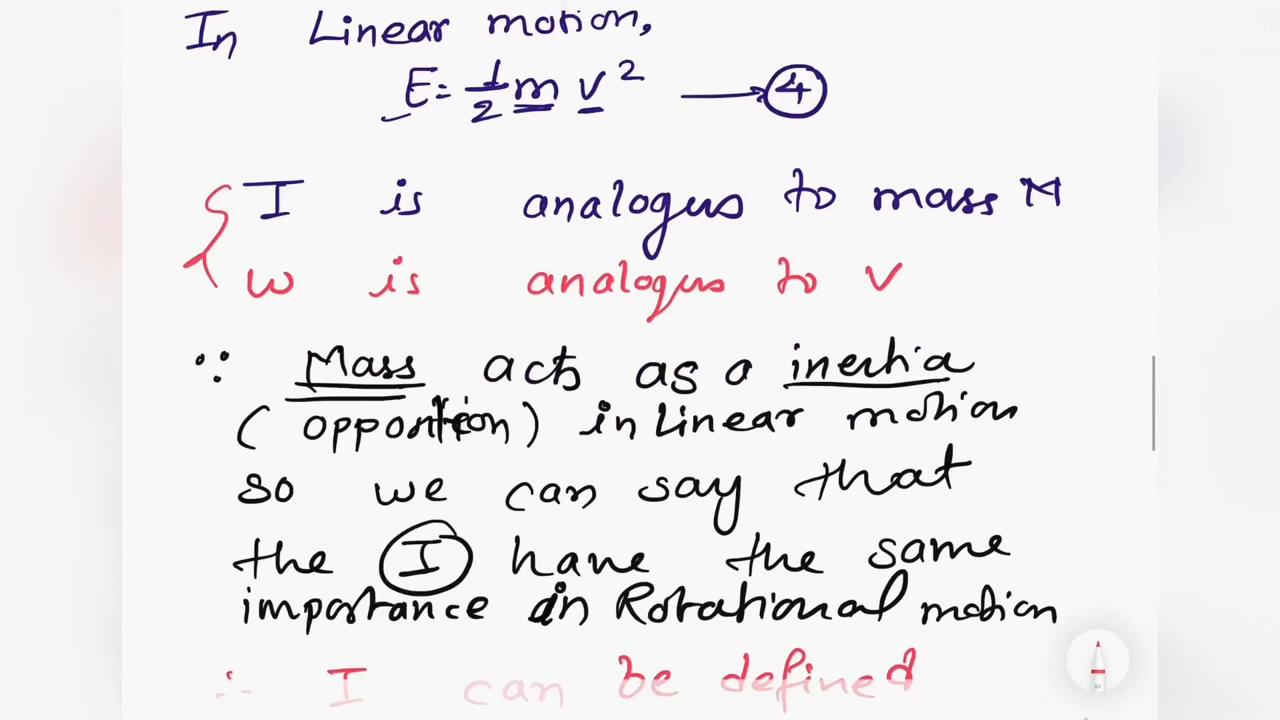 In Linear motion,
E = 1/2 m v² → ④
I is analogus to mass M
ω is analogus to v
∵ Mass acts as a inertia
( ) in Linear motion
so we can say that
the I have the same
importance in Rotational motion
∴ I can be defined